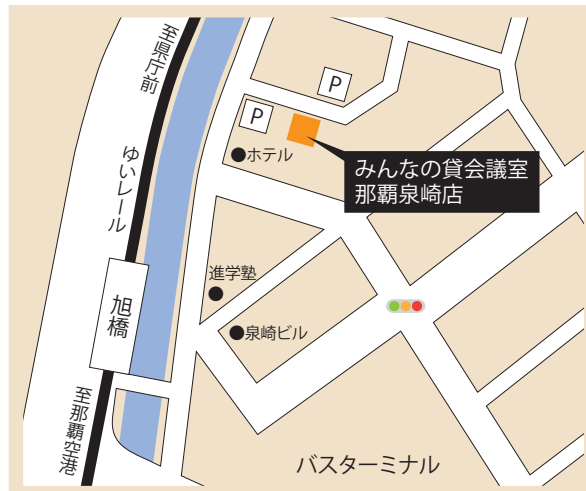 至県庁前
ゆいレール
旭橋
至那覇空港
P
P
ホテル
みんなの貸会議室
那覇泉崎店
進学塾
泉崎ビル
バスターミナル